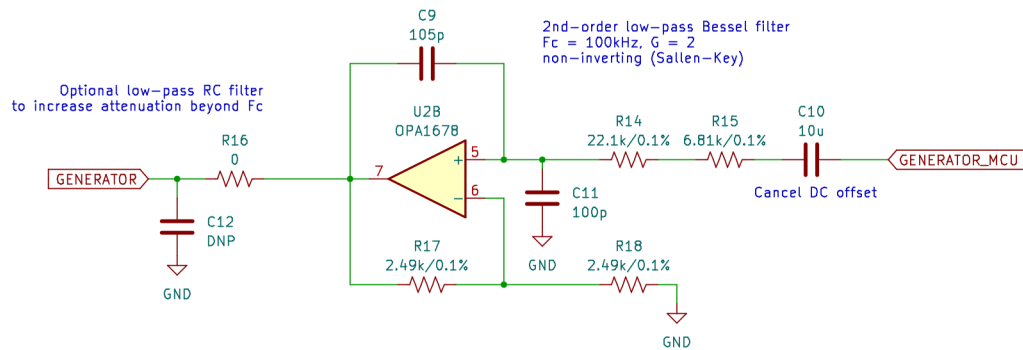 C9
105p
2nd-order low-pass Bessel filter
Fc = 100kHz, G = 2
non-inverting (Sallen-Key)
Optional low-pass RC filter
to increase attenuation beyond Fc
U2B
OPA1678
R16
0
R14
22.1k/0.1%
R15
6.81k/0.1%
C10
10u
GENERATOR
7
5
+
6
-
GENERATOR_MCU
Cancel DC offset
C11
100p
C12
DNP
GND
R17
2.49k/0.1%
R18
2.49k/0.1%
GND
GND